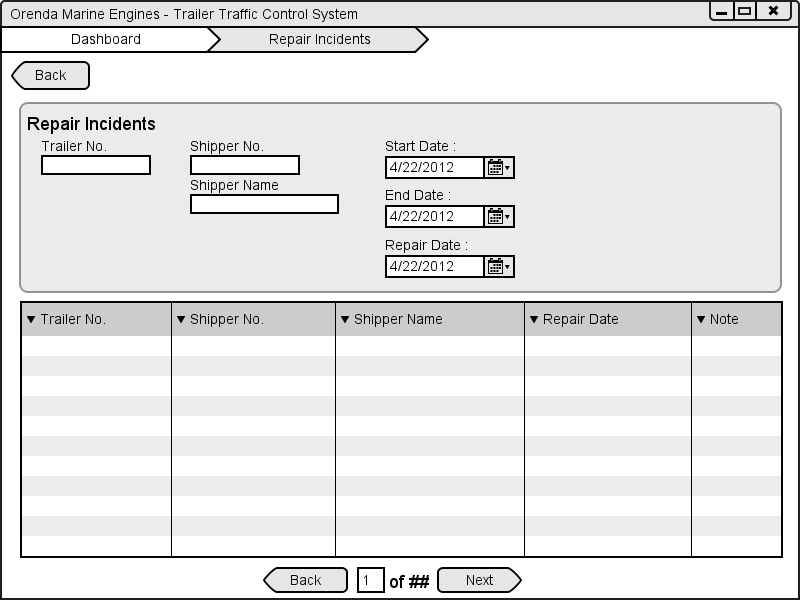 Orenda Marine Engines - Trailer Traffic Control System
Dashboard Repair Incidents
Back
Repair Incidents
Trailer No. Shipper No. Start Date :
4/22/2012
Shipper Name
End Date :
4/22/2012
Repair Date :
4/22/2012
Trailer No. Shipper No. Shipper Name Repair Date Note
Back 1 of ## Next